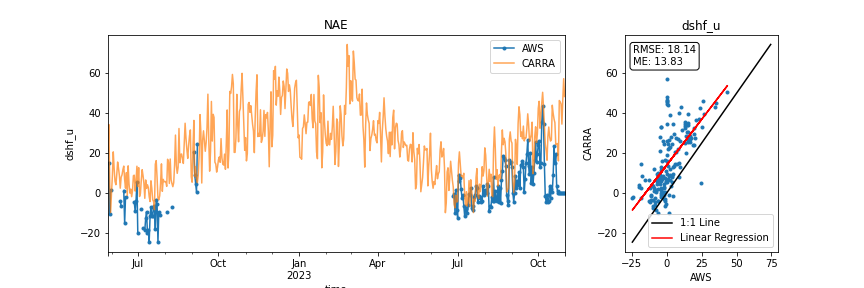 NAE
dshf_u
60
40
20
0
−20
Jul
Oct
Jan
2023
Apr
Jul
Oct
time
AWS
CARRA
dshf_u
dshf_u
CARRA
60
40
20
0
−20
RMSE: 18.14
ME: 13.83
1:1 Line
Linear Regression
−25
0
25
50
75
AWS